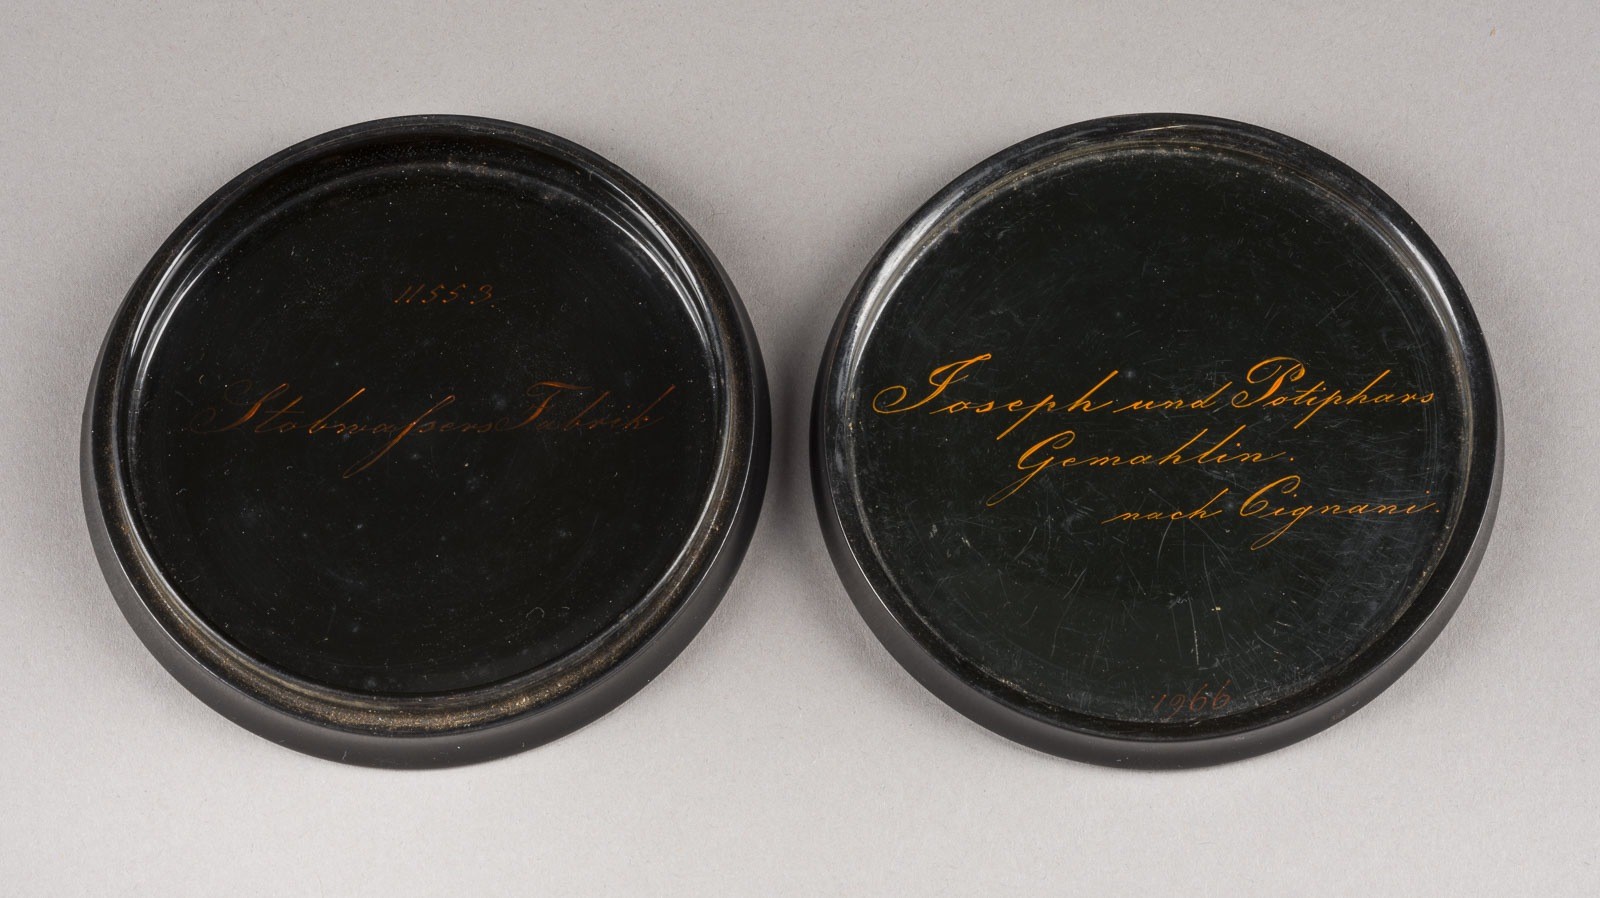 11553
Stobwaſsers Fabrik
Joseph und Potiphars
Gemahlin.
nach Cignani.
1966